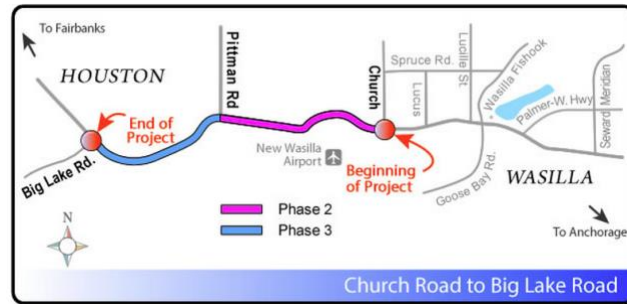 To Fairbanks
HOUSTON
Pittman Rd
Church
Spruce Rd.
Lucus
Lucille St
Wasilla Fishook
Palmer-W. Hwy
Seward Meridian
End of
Project
Big Lake Rd.
New Wasilla
Airport
Beginning
of Project
Goose Bay Rd.
WASILLA
Phase 2
Phase 3
N
To Anchorage
Church Road to Big Lake Road